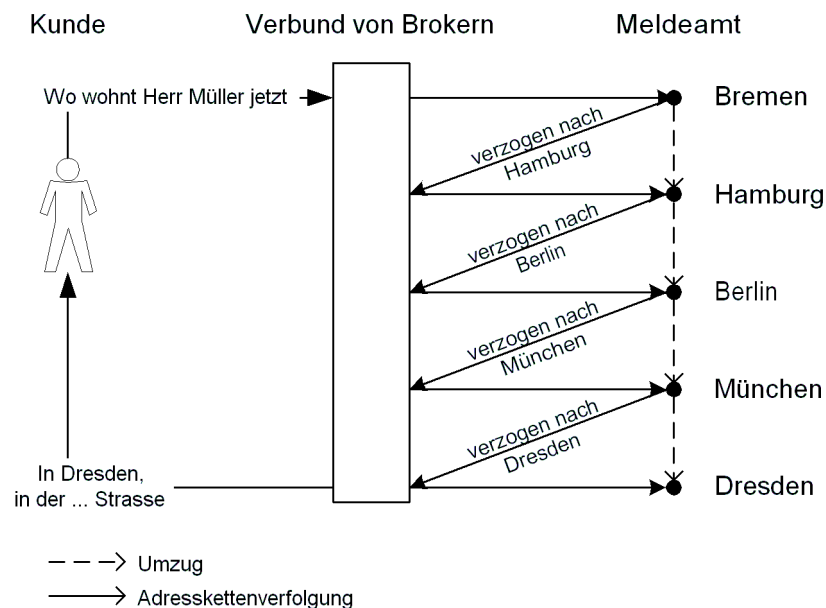 Kunde
Verbund von Brokern
Meldeamt
Wo wohnt Herr Müller jetzt
Bremen
verzogen nach
Hamburg
Hamburg
verzogen nach
Berlin
Berlin
verzogen nach
München
München
verzogen nach
Dresden
In Dresden,
in der ... Strasse
Dresden
Umzug
Adresskettenverfolgung